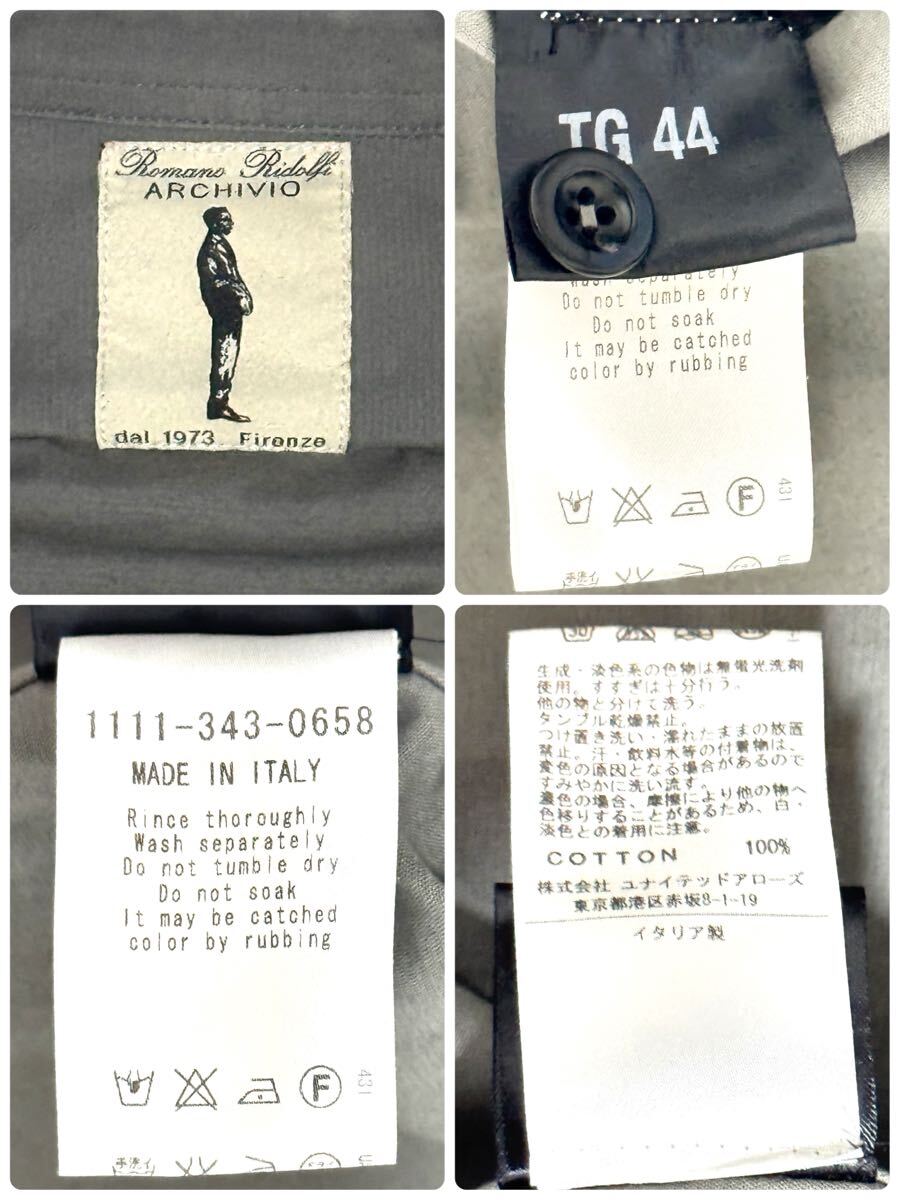 Romano Ridolfi
ARCHIVIO
dal 1973 Firenze
TG 44
Wash separately
Do not tumble dry
Do not soak
It may be catched
color by rubbing
F
431
手洗イ
1111-343-0658
MADE IN ITALY
Rince thoroughly
Wash separately
Do not tumble dry
Do not soak
It may be catched
color by rubbing
F
431
手洗イ
生成・淡色系の色物は無蛍光洗剤
使用。すすぎは十分行う。
他の物と分けて洗う。
タンブル乾燥禁止。
つけ置き洗い・濡れたままの放置
禁止。汗・飲料水等の付着物は、
変色の原因となる場合があるので
すみやかに洗い流す。
濃色の場合、摩擦により他の物へ
色移りすることがあるため、白・
淡色との着用に注意。
COTTON 100%
株式会社 ユナイテッドアローズ
東京都港区赤坂8-1-19
イタリア製